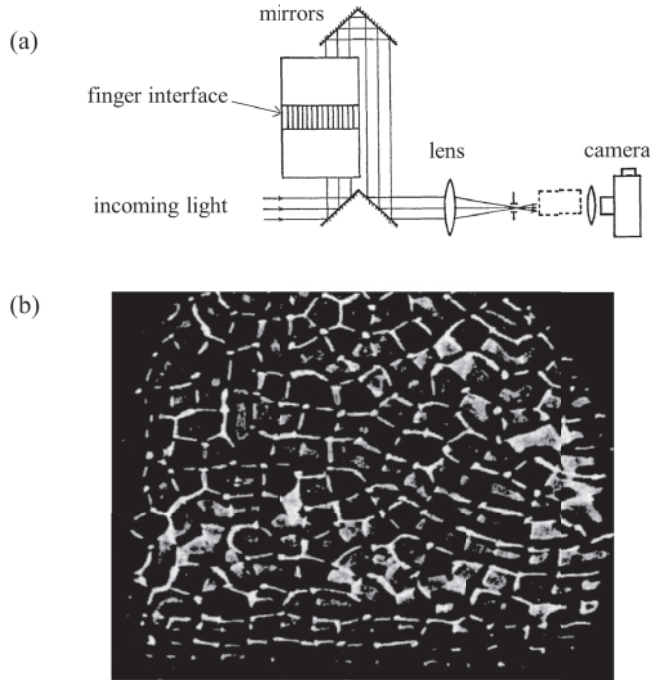 mirrors
(a)
finger interface
lens
camera
incoming light
(b)